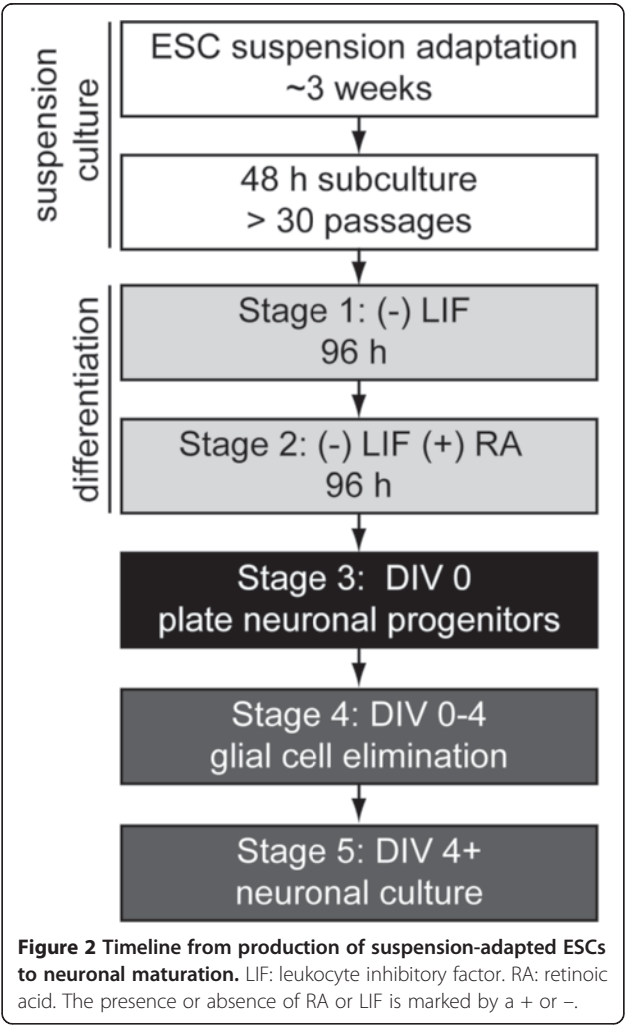 suspension
culture
ESC suspension adaptation
~3 weeks
48 h subculture
> 30 passages
differentiation
Stage 1: (-) LIF
96 h
Stage 2: (-) LIF (+) RA
96 h
Stage 3: DIV 0
plate neuronal progenitors
Stage 4: DIV 0-4
glial cell elimination
Stage 5: DIV 4+
neuronal culture
Figure 2 Timeline from production of suspension-adapted ESCs
to neuronal maturation. LIF: leukocyte inhibitory factor. RA: retinoic
acid. The presence or absence of RA or LIF is marked by a + or –.